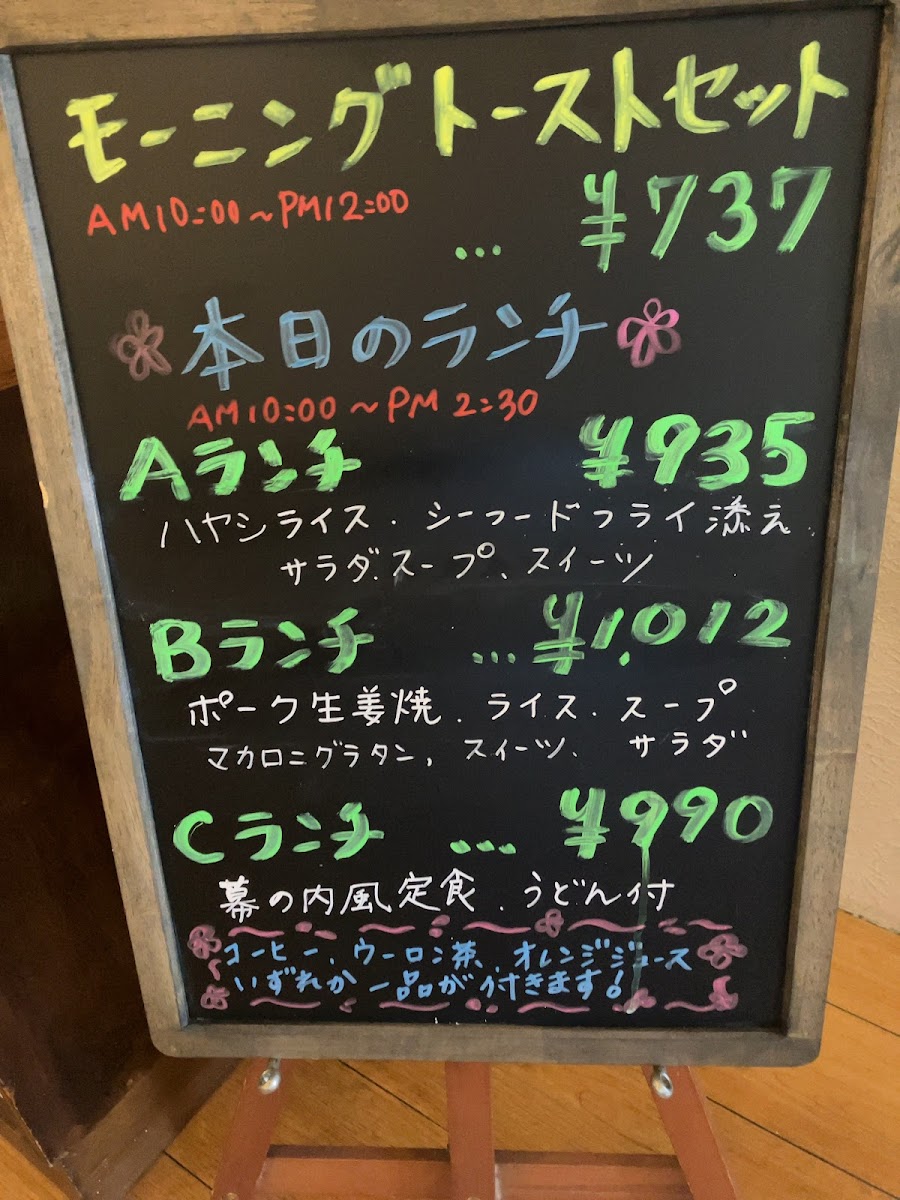 モーニングトーストセット
AM10:00~PM12:00
... ¥737
本日のランチ
AM10:00~PM2:30
Aランチ ¥935
ハヤシライス.シーフードフライ添え.
サラダ.スープ、スイーツ
Bランチ ...¥1,012
ポーク生姜焼.ライス.スープ
マカロニグラタン,スイーツ、サラダ
Cランチ ...¥990
幕の内風定食.うどん付
コーヒー、ウーロン茶、オレンジジュース
いずれか一品が付きます!